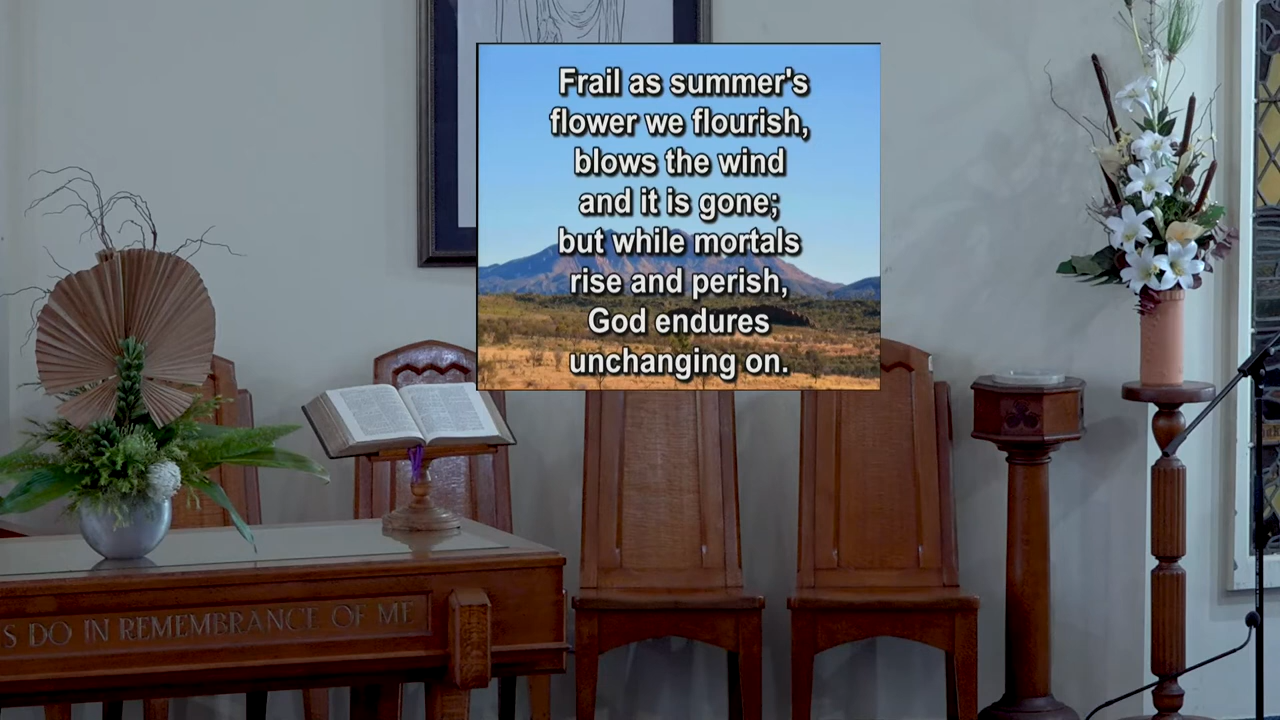 Frail as summer's
flower we flourish,
blows the wind
and it is gone;
but while mortals
rise and perish,
God endures
unchanging on.
S DO IN REMEMBRANCE OF ME